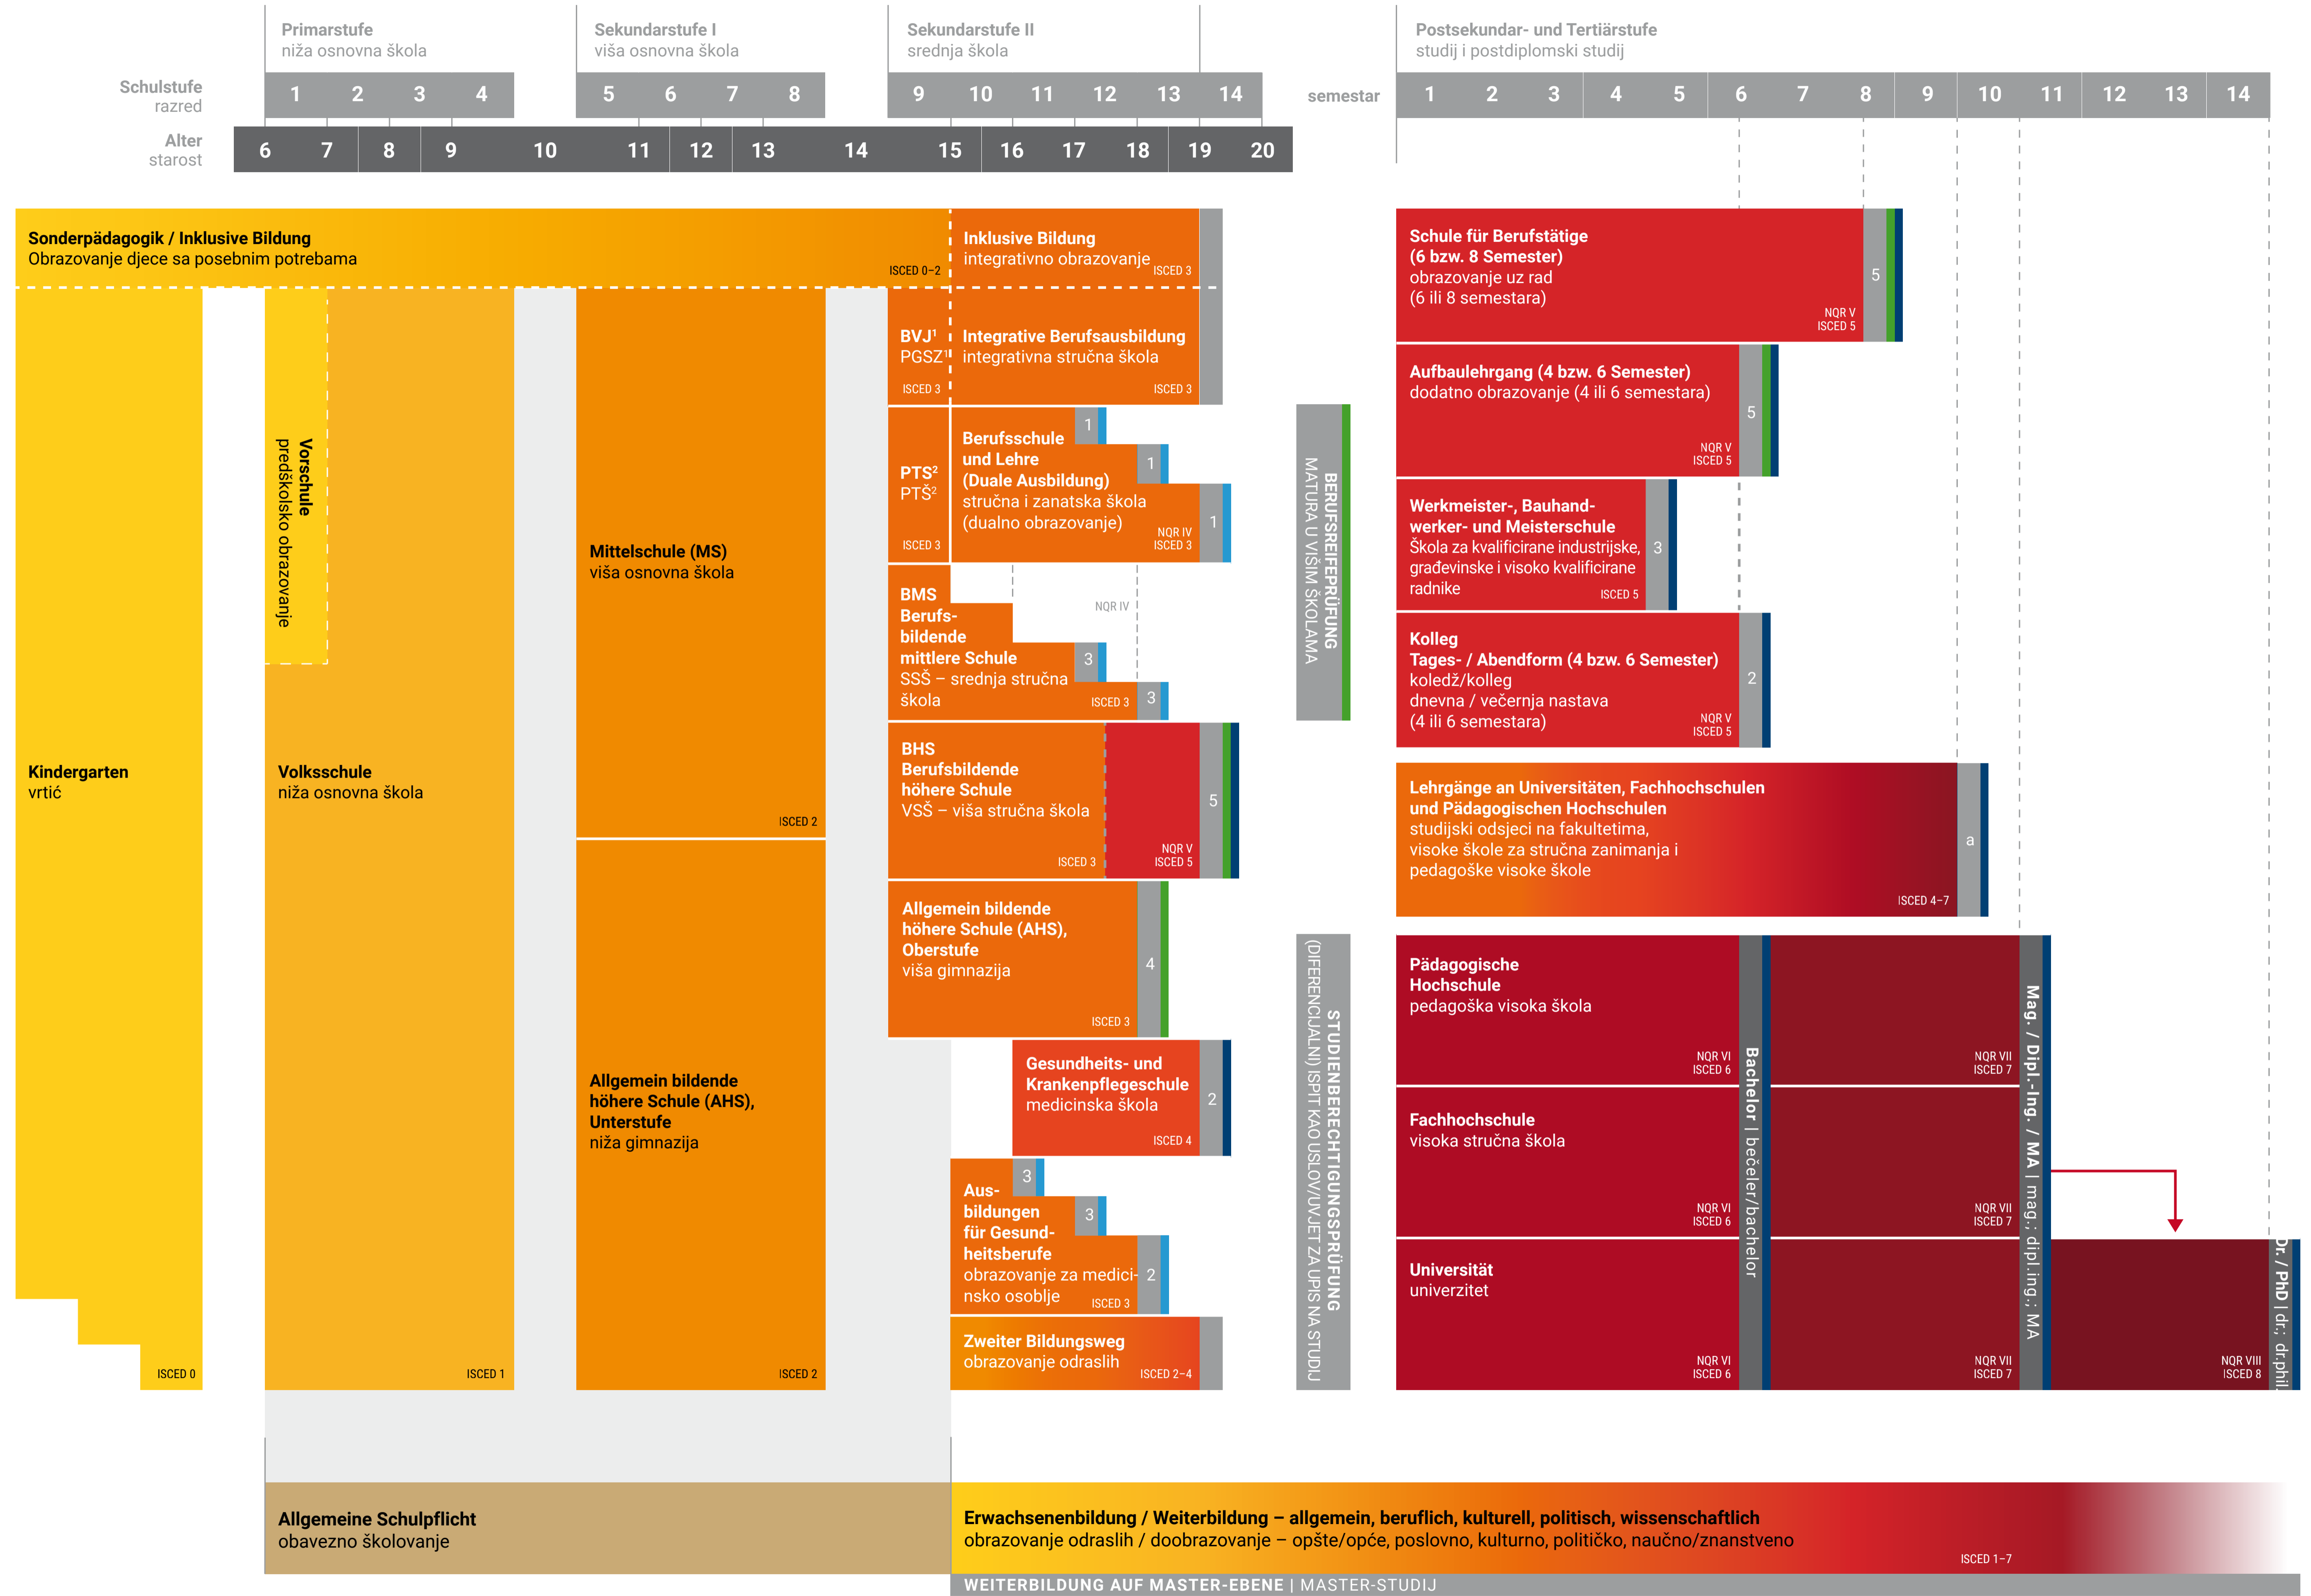 Primarstufe
niža osnovna škola
Sekundarstufe I
viša osnovna škola
Sekundarstufe II
srednja škola
Postsekundar- und Tertiärstufe
studij i postdiplomski studij
Schulstufe
razred
1 2 3 4 5 6 7 8 9 10 11 12 13 14
semestar
1 2 3 4 5 6 7 8 9 10 11 12 13 14
Alter
starost
6 7 8 9 10 11 12 13 14 15 16 17 18 19 20
Sonderpädagogik / Inklusive Bildung
Obrazovanje djece sa posebnim potrebama
ISCED 0–2
Inklusive Bildung
integrativno obrazovanje
ISCED 3
Kindergarten
vrtić
ISCED 0
Vorschule
predškolsko obrazovanje
Volksschule
niža osnovna škola
ISCED 1
Mittelschule (MS)
viša osnovna škola
ISCED 2
Allgemein bildende
höhere Schule (AHS),
Unterstufe
niža gimnazija
ISCED 2
BVJ¹
PGSZ¹
ISCED 3
Integrative Berufsausbildung
integrativna stručna škola
ISCED 3
PTS²
PTŠ²
ISCED 3
Berufsschule
und Lehre
(Duale Ausbildung)
stručna i zanatska škola
(dualno obrazovanje)
NQR IV
ISCED 3
1
1
1
BMS
Berufs-
bildende
mittlere Schule
SSŠ – srednja stručna
škola
ISCED 3
NQR IV
3
3
BHS
Berufsbildende
höhere Schule
VSŠ – viša stručna škola
ISCED 3
NQR V
ISCED 5
5
Allgemein bildende
höhere Schule (AHS),
Oberstufe
viša gimnazija
ISCED 3
4
Gesundheits- und
Krankenpflegeschule
medicinska škola
ISCED 4
2
Aus-
bildungen
für Gesund-
heitsberufe
obrazovanje za medici-
nsko osoblje
ISCED 3
3
3
2
Zweiter Bildungsweg
obrazovanje odraslih
ISCED 2–4
BERUFSREIFEPRÜFUNG
MATURA U VIŠIM ŠKOLAMA
STUDIENBERECHTIGUNGSPRÜFUNG
(DIFERENCIJALNI) ISPIT KAO USLOV/UVJET ZA UPIS NA STUDIJ
Schule für Berufstätige
(6 bzw. 8 Semester)
obrazovanje uz rad
(6 ili 8 semestara)
NQR V
ISCED 5
5
Aufbaulehrgang (4 bzw. 6 Semester)
dodatno obrazovanje (4 ili 6 semestara)
NQR V
ISCED 5
5
Werkmeister-, Bauhand-
werker- und Meisterschule
Škola za kvalificirane industrijske,
građevinske i visoko kvalificirane
radnike
ISCED 5
3
Kolleg
Tages- / Abendform (4 bzw. 6 Semester)
koledž/kolleg
dnevna / večernja nastava
(4 ili 6 semestara)
NQR V
ISCED 5
2
Lehrgänge an Universitäten, Fachhochschulen
und Pädagogischen Hochschulen
studijski odsjeci na fakultetima,
visoke škole za stručna zanimanja i
pedagoške visoke škole
ISCED 4–7
a
Pädagogische
Hochschule
pedagoška visoka škola
NQR VI
ISCED 6
NQR VII
ISCED 7
Fachhochschule
visoka stručna škola
NQR VI
ISCED 6
NQR VII
ISCED 7
Universität
univerzitet
NQR VI
ISCED 6
NQR VII
ISCED 7
NQR VIII
ISCED 8
Bachelor | bečeler/bachelor
Mag. / Dipl.-Ing. / MA | mag.; dipl.ing.; MA
Dr. / PhD | dr.; dr.phil.
Allgemeine Schulpflicht
obavezno školovanje
Erwachsenenbildung / Weiterbildung – allgemein, beruflich, kulturell, politisch, wissenschaftlich
obrazovanje odraslih / doobrazovanje – opšte/opće, poslovno, kulturno, političko, naučno/znanstveno
ISCED 1–7
WEITERBILDUNG AUF MASTER-EBENE | MASTER-STUDIJ